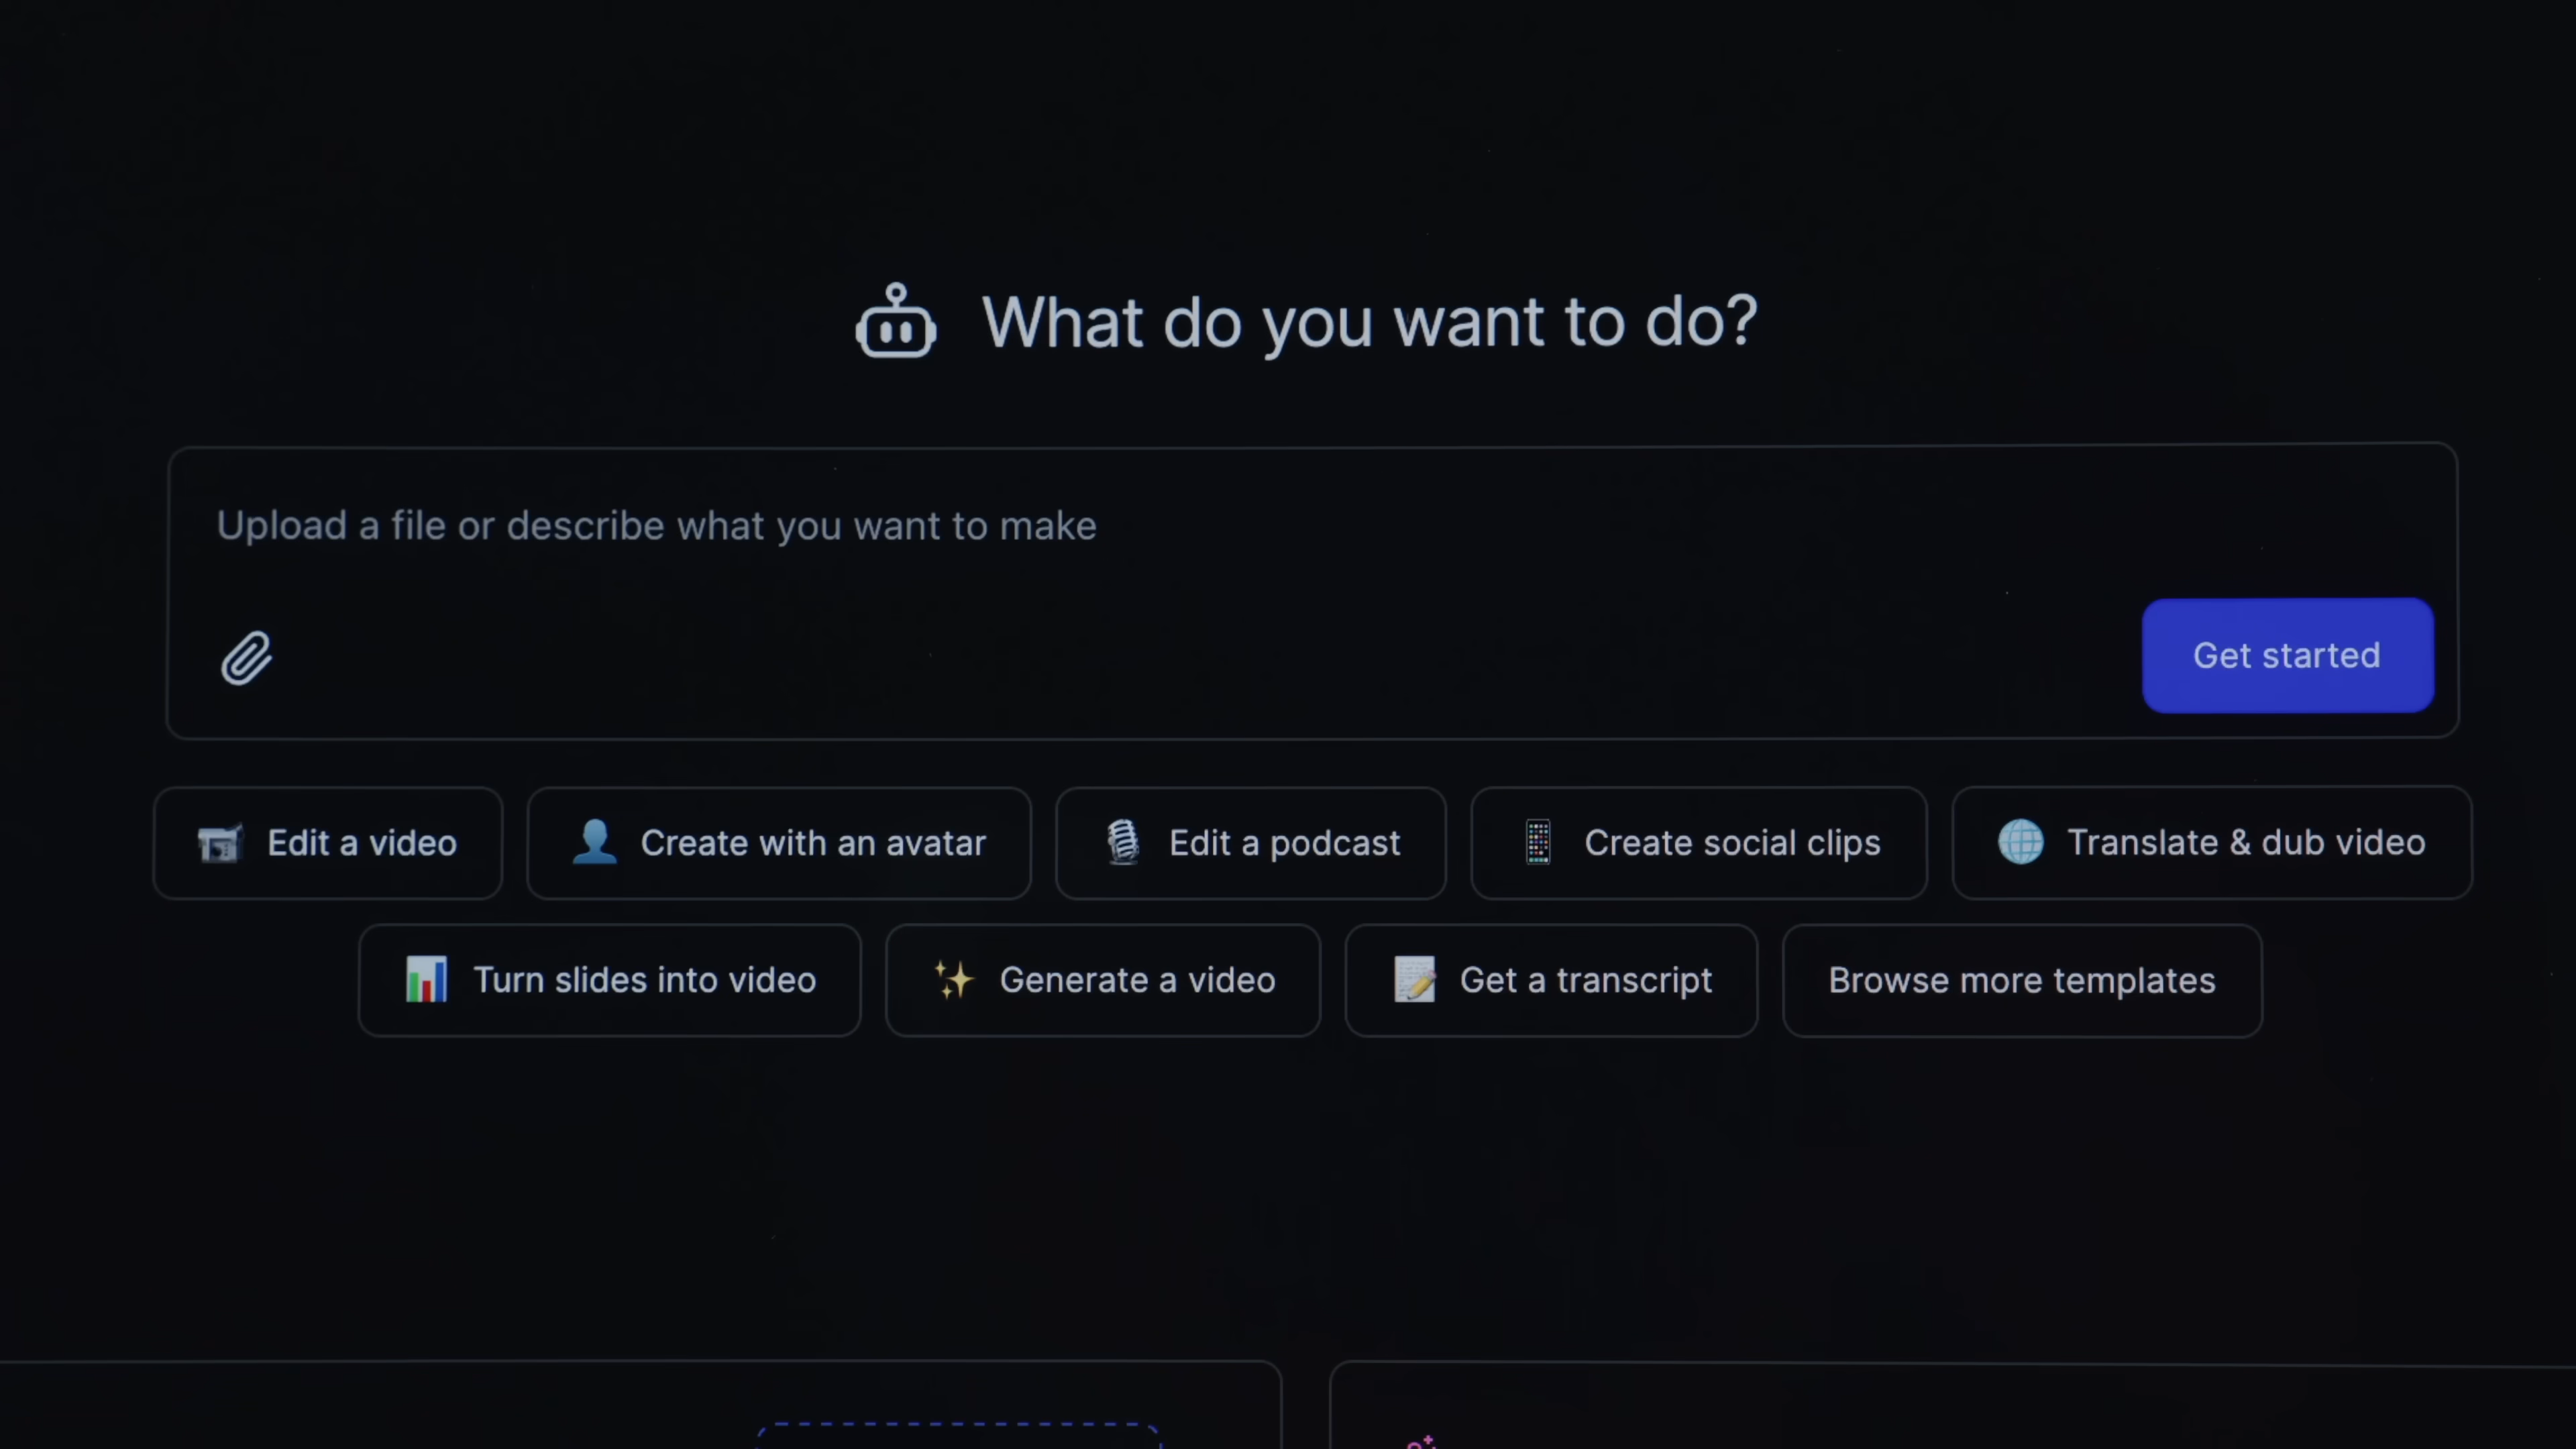 What do you want to do?
Upload a file or describe what you want to make
Get started
Edit a video
Create with an avatar
Edit a podcast
Create social clips
Translate & dub video
Turn slides into video
Generate a video
Get a transcript
Browse more templates